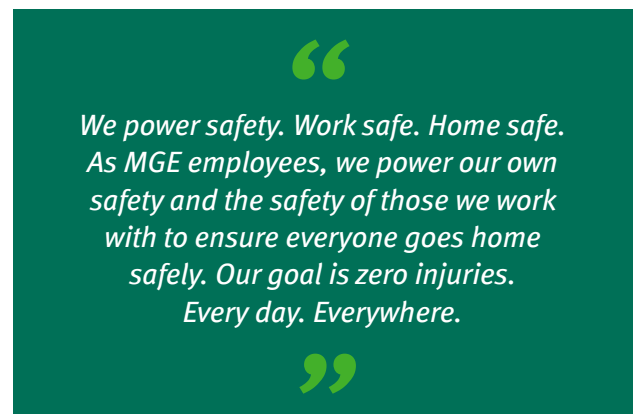 “
We power safety. Work safe. Home safe.
As MGE employees, we power our own
safety and the safety of those we work
with to ensure everyone goes home
safely. Our goal is zero injuries.
Every day. Everywhere.
”